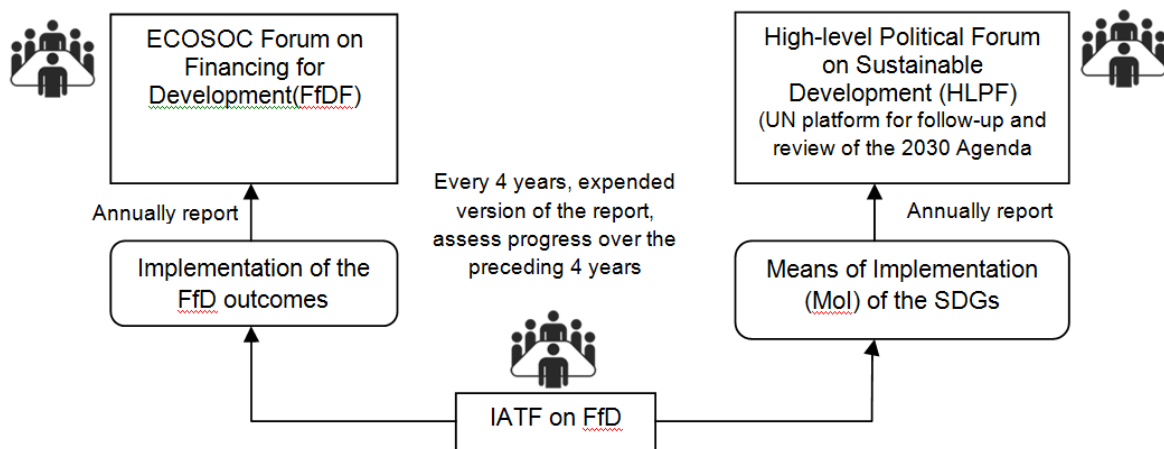 ECOSOC Forum on
Financing for
Development(FfDF)
High-level Political Forum
on Sustainable
Development (HLPF)
(UN platform for follow-up and
review of the 2030 Agenda
Every 4 years, expended
version of the report,
assess progress over the
preceding 4 years
Annually report
Annually report
Implementation of the
FfD outcomes
Means of Implementation
(MoI) of the SDGs
IATF on FfD